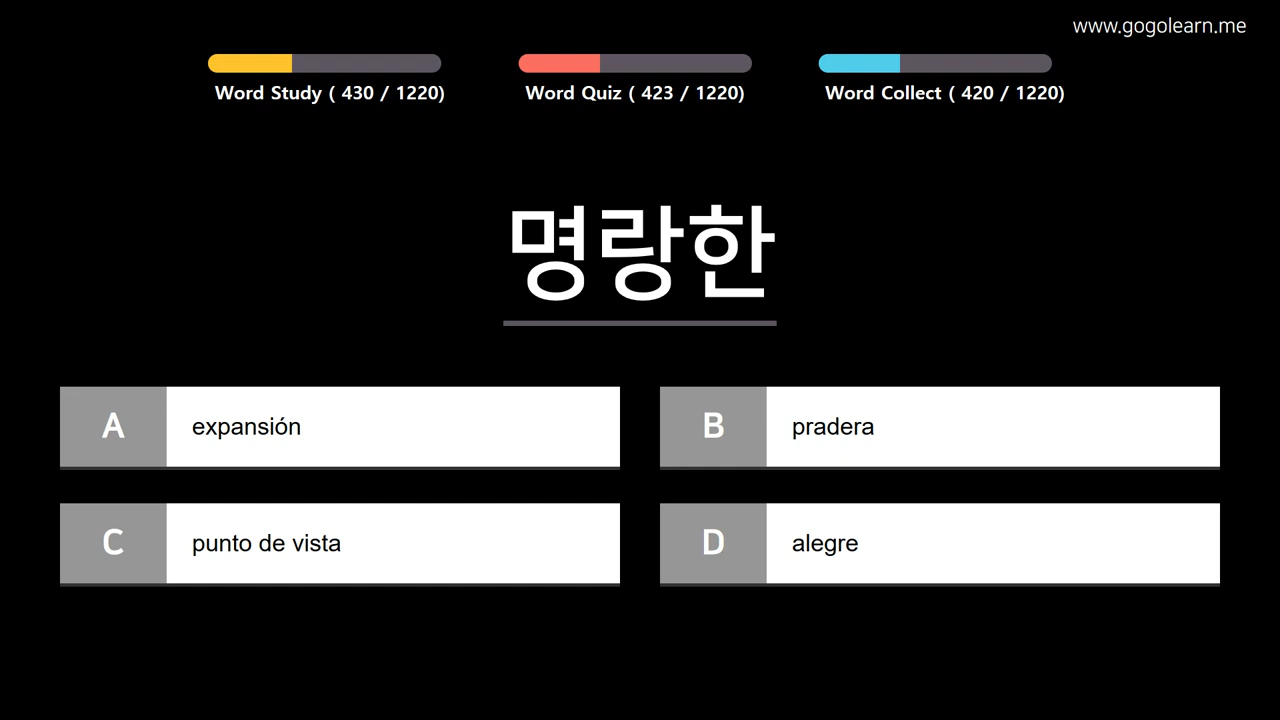 www.gogolearn.me
Word Study ( 430 / 1220)
Word Quiz ( 423 / 1220)
Word Collect ( 420 / 1220)
명랑한
A expansión
B pradera
C punto de vista
D alegre